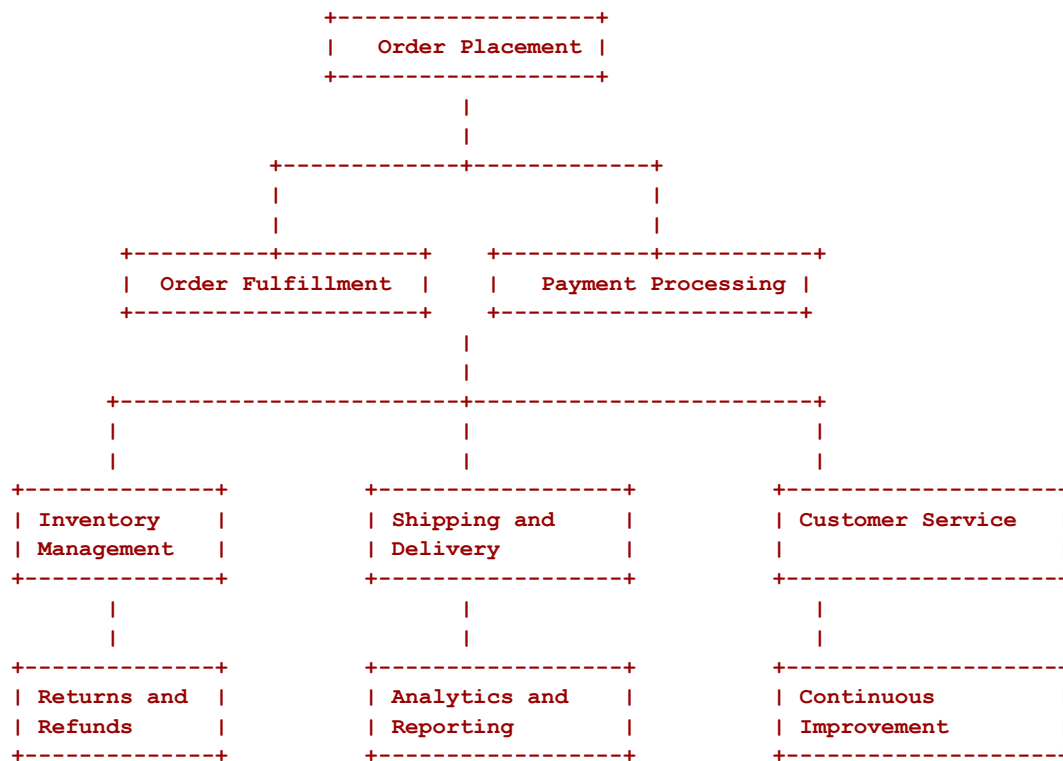 Order Placement
Order Fulfillment
Payment Processing
Inventory
Management
Shipping and
Delivery
Customer Service
Returns and
Refunds
Analytics and
Reporting
Continuous
Improvement